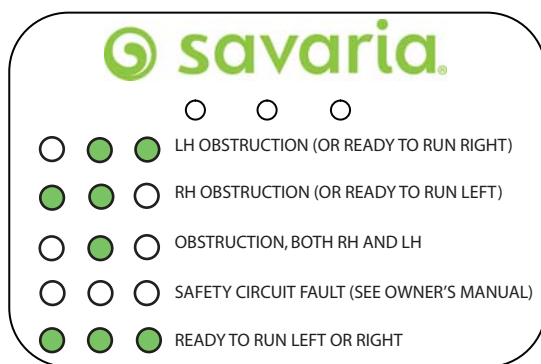 savaria®
LH OBSTRUCTION (OR READY TO RUN RIGHT)
RH OBSTRUCTION (OR READY TO RUN LEFT)
OBSTRUCTION, BOTH RH AND LH
SAFETY CIRCUIT FAULT (SEE OWNER'S MANUAL)
READY TO RUN LEFT OR RIGHT